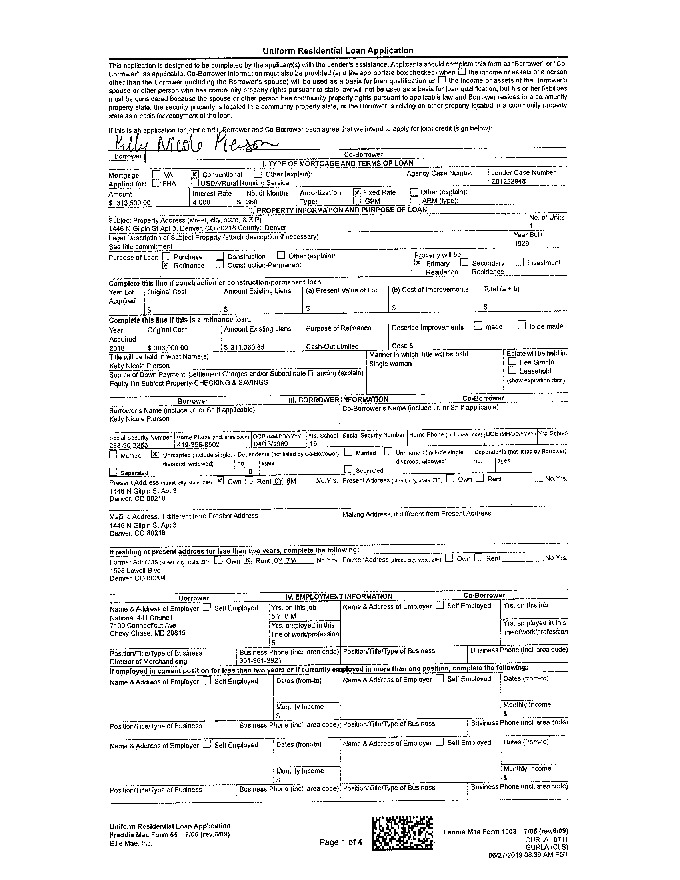 Uniform Residential Loan Application
This application is designed to be completed by the applicant(s) with the Lender's assistance. Applicants should complete this form as "Borrower" or "Co-
Borrower", as applicable. Co-Borrower information must also be provided (and the appropriate box checked) when the income or assets of a person
other than the Borrower (including the Borrower's spouse) will be used as a basis for loan qualification or the income or assets of the Borrower's
spouse or other person who has community property rights pursuant to state law will not be used as a basis for loan qualification, but his or her liabilities
must be considered because the spouse or other person has community property rights pursuant to applicable law and Borrower resides in a community
property state, the security property is located in a community property state, or the Borrower is relying on other property located in a community property
state as a basis for repayment of the loan.
If this is an application for joint credit, Borrower and Co-Borrower each agree that we intend to apply for joint credit (sign below):
Kelly Nicole Pierson
Borrower Co-Borrower
I. TYPE OF MORTGAGE AND TERMS OF LOAN
Mortgage VA Conventional Other (explain): Agency Case Number Lender Case Number
Applied for: FHA USDA/Rural Housing Service
Amount Interest Rate No. of Months Amortization Fixed Rate Other (explain):
$ 313,500.00 360 Type: GPM ARM (type):
II. PROPERTY INFORMATION AND PURPOSE OF LOAN
Subject Property Address (street, city, state, & ZIP) No. of Units
1446 N Gilpin St Apt 3, Denver, CO 80218 County: Denver 1
Legal Description of Subject Property (attach description if necessary) Year Built
See title commitment
Purpose of Loan Purchase Construction Other (explain): Property will be:
Refinance Construction-Permanent Primary Residence Secondary Residence Investment
Complete this line if construction or construction-permanent loan.
Year Lot Acquired Original Cost Amount Existing Liens (a) Present Value of Lot (b) Cost of Improvements Total (a + b)
$ $ $ $ $
Complete this line if this is a refinance loan.
Year Acquired Original Cost Amount Existing Liens Purpose of Refinance Describe Improvements made to be made
2018 Cash-Out Limited Cost: $
Title will be held in what Name(s) Manner in which Title will be held Estate will be held in:
Kelly Nicole Pierson Single woman Fee Simple
Source of Down Payment, Settlement Charges and/or Subordinate Financing (explain) Leasehold
Equity On Subject Property-CHECKING & SAVINGS (show expiration date)
Borrower III. BORROWER INFORMATION Co-Borrower
Borrower's Name (include Jr. or Sr. if applicable) Co-Borrower's Name (include Jr. or Sr. if applicable)
Kelly Nicole Pierson
Social Security Number Home Phone (incl. area code) DOB (MM/DD/YYYY) Yrs. School Social Security Number Home Phone (incl. area code) DOB (MM/DD/YYYY) Yrs. School
Married Unmarried (include single, divorced, widowed) Dependents (not listed by Co-Borrower) Married Unmarried (include single, divorced, widowed) Dependents (not listed by Borrower)
Separated no. ages Separated no. ages
Present Address (street, city, state, ZIP) Own Rent No. Yrs. Present Address (street, city, state, ZIP) Own Rent No. Yrs.
1446 N Gilpin St Apt 3
Denver, CO 80218
Mailing Address, if different from Present Address Mailing Address, if different from Present Address
1446 N Gilpin St Apt 3
Denver, CO 80218
If residing at present address for less than two years, complete the following:
Former Address (street, city, state, ZIP) Own Rent No. Yrs. Former Address (street, city, state, ZIP) Own Rent No. Yrs.
Lowell Blvd
Denver, CO 80204
Borrower IV. EMPLOYMENT INFORMATION Co-Borrower
Name & Address of Employer Self Employed Yrs. on this job Name & Address of Employer Self Employed Yrs. on this job
National 4-H Council
7100 Connecticut Ave Yrs. employed in this line of work/profession Yrs. employed in this line of work/profession
Chevy Chase, MD 20815
Position/Title/Type of Business Business Phone (incl. area code) Position/Title/Type of Business Business Phone (incl. area code)
Director of Merchandising
If employed in current position for less than two years or if currently employed in more than one position, complete the following:
Name & Address of Employer Self Employed Dates (from-to) Name & Address of Employer Self Employed Dates (from-to)
Monthly Income Monthly Income
$ $
Position/Title/Type of Business Business Phone (incl. area code) Position/Title/Type of Business Business Phone (incl. area code)
Name & Address of Employer Self Employed Dates (from-to) Name & Address of Employer Self Employed Dates (from-to)
Monthly Income Monthly Income
$ $
Position/Title/Type of Business Business Phone (incl. area code) Position/Title/Type of Business Business Phone (incl. area code)
Uniform Residential Loan Application
Freddie Mac Form 65 7/05 (rev.6/09) Fannie Mae Form 1003 7/05 (rev.6/09)
Ellie Mae, Inc. Page 1 of 4
GURLA (CLS)
06/27/2019 08:39 AM PST